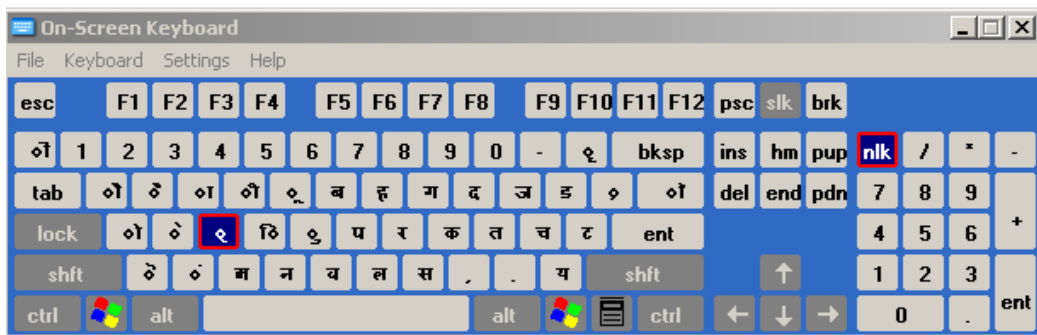 On-Screen Keyboard
File Keyboard Settings Help
esc F1 F2 F3 F4 F5 F6 F7 F8 F9 F10 F11 F12 psc slk brk
ॊ 1 2 3 4 5 6 7 8 9 0 - ृ bksp ins hm pup nlk / * -
tab ौ ै ा ी ू ब ह ग द ज ड ़ ॉ del end pdn 7 8 9
lock ो े ् ि ु प र क त च ट ent 4 5 6 +
shft ॆ ं म न व ल स , . य shft ↑ 1 2 3
ctrl alt alt ctrl ← ↓ → 0 . ent